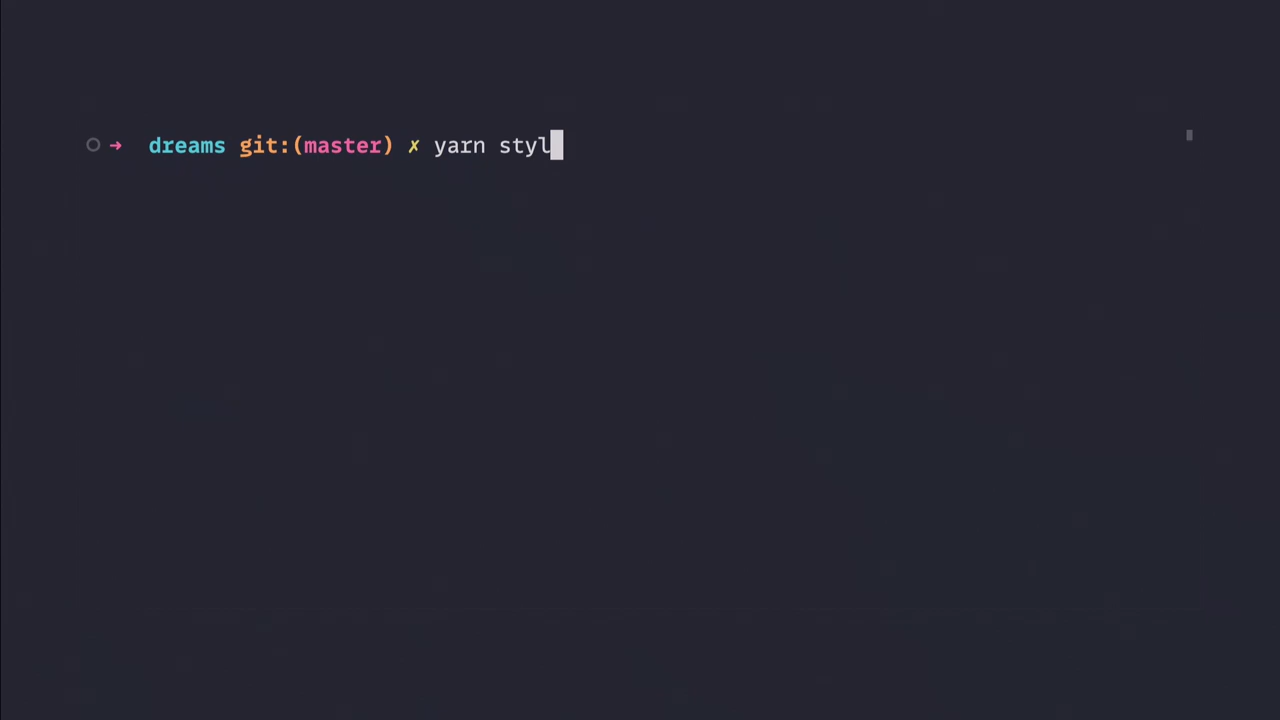 ➜ dreams git:(master) ✗ yarn styl